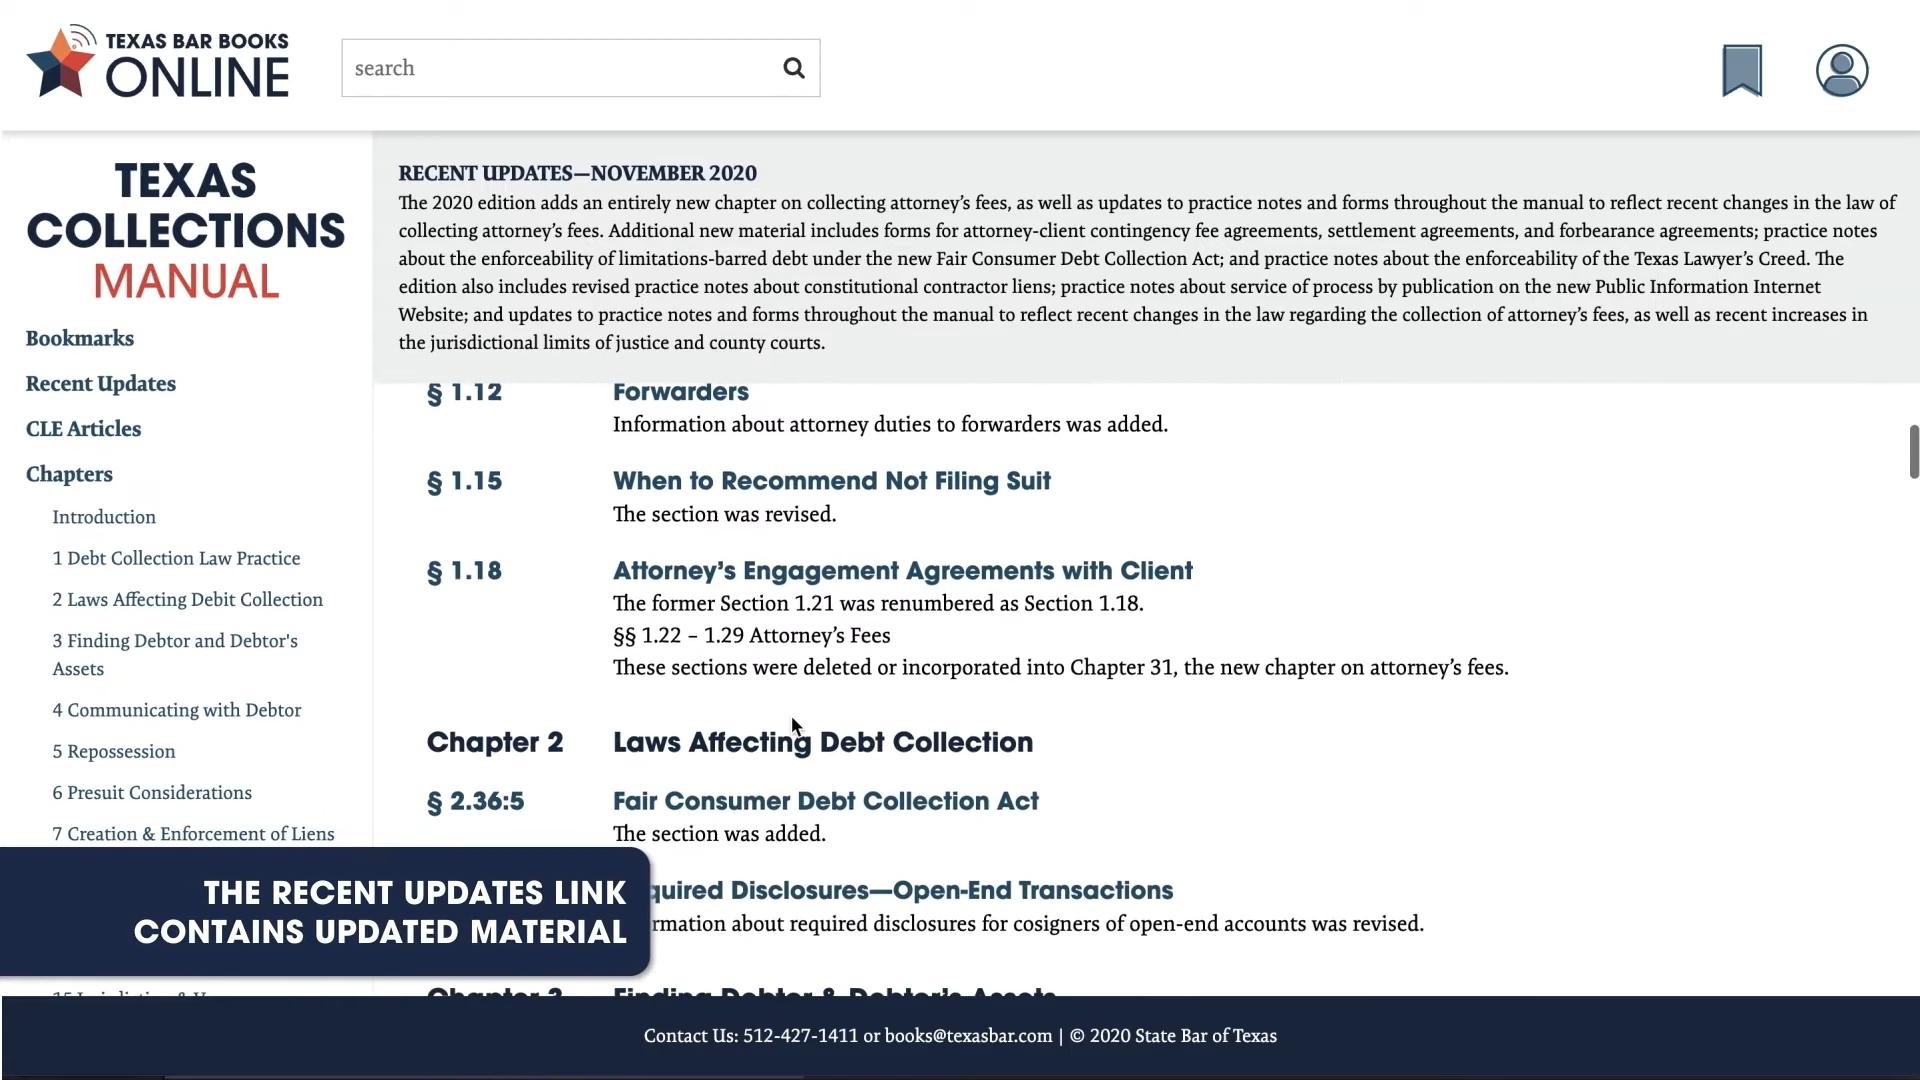 TEXAS BAR BOOKS
ONLINE
search
TEXAS
COLLECTIONS
MANUAL
Bookmarks
Recent Updates
CLE Articles
Chapters
Introduction
1 Debt Collection Law Practice
2 Laws Affecting Debit Collection
3 Finding Debtor and Debtor's
Assets
4 Communicating with Debtor
5 Repossession
6 Presuit Considerations
7 Creation & Enforcement of Liens
RECENT UPDATES—NOVEMBER 2020
The 2020 edition adds an entirely new chapter on collecting attorney’s fees, as well as updates to practice notes and forms throughout the manual to reflect recent changes in the law of
collecting attorney’s fees. Additional new material includes forms for attorney-client contingency fee agreements, settlement agreements, and forbearance agreements; practice notes
about the enforceability of limitations-barred debt under the new Fair Consumer Debt Collection Act; and practice notes about the enforceability of the Texas Lawyer’s Creed. The
edition also includes revised practice notes about constitutional contractor liens; practice notes about service of process by publication on the new Public Information Internet
Website; and updates to practice notes and forms throughout the manual to reflect recent changes in the law regarding the collection of attorney’s fees, as well as recent increases in
the jurisdictional limits of justice and county courts.
§ 1.12 Forwarders
Information about attorney duties to forwarders was added.
§ 1.15 When to Recommend Not Filing Suit
The section was revised.
§ 1.18 Attorney’s Engagement Agreements with Client
The former Section 1.21 was renumbered as Section 1.18.
§§ 1.22 – 1.29 Attorney’s Fees
These sections were deleted or incorporated into Chapter 31, the new chapter on attorney’s fees.
Chapter 2 Laws Affecting Debt Collection
§ 2.36:5 Fair Consumer Debt Collection Act
The section was added.
quired Disclosures—Open-End Transactions
rmation about required disclosures for cosigners of open-end accounts was revised.
Chapter 3 Finding Debtor & Debtor’s Assets
THE RECENT UPDATES LINK
CONTAINS UPDATED MATERIAL
Contact Us: 512-427-1411 or books@texasbar.com | © 2020 State Bar of Texas